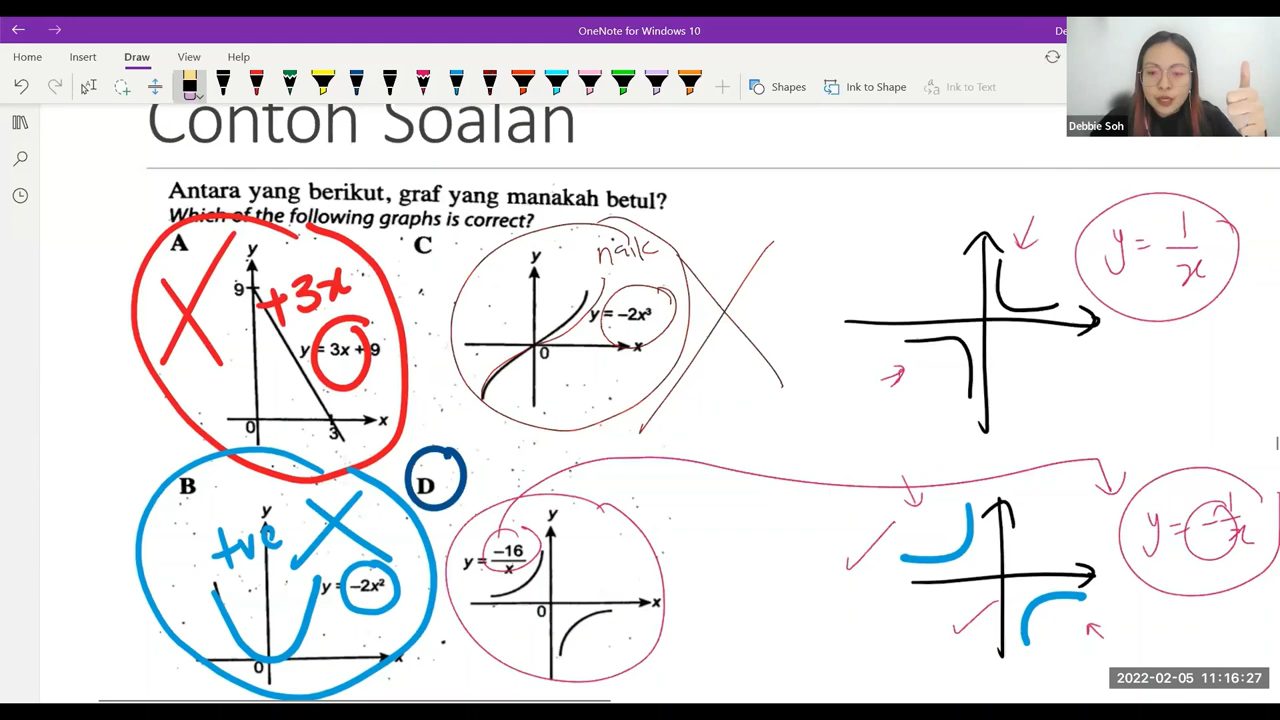 OneNote for Windows 10
De
Home Insert Draw View Help
Shapes Ink to Shape Ink to Text
Debbie Soh
Contoh Soalan
Antara yang berikut, graf yang manakah betul?
Which of the following graphs is correct?
A
y
9
+3x
y = 3x + 9
0
3
x
C
y
naik
y = -2x³
0
x
y = 1/x
B
y
+ve
y = -2x²
0
x
D
y
y = -16/x
0
x
y = -1/x
2022-02-05 11:16:27